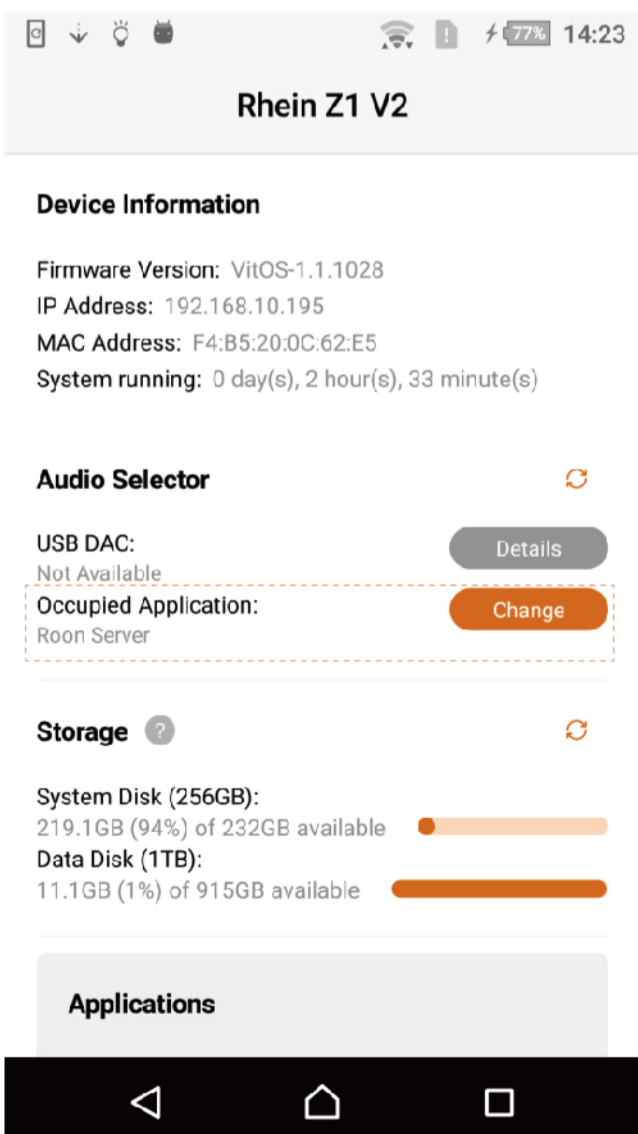 77% 14:23
Rhein Z1 V2
Device Information
Firmware Version: VitOS-1.1.1028
IP Address: 192.168.10.195
MAC Address: F4:B5:20:0C:62:E5
System running: 0 day(s), 2 hour(s), 33 minute(s)
Audio Selector
USB DAC:
Details
Not Available
Occupied Application:
Change
Roon Server
Storage ?
System Disk (256GB):
219.1GB (94%) of 232GB available
Data Disk (1TB):
11.1GB (1%) of 915GB available
Applications